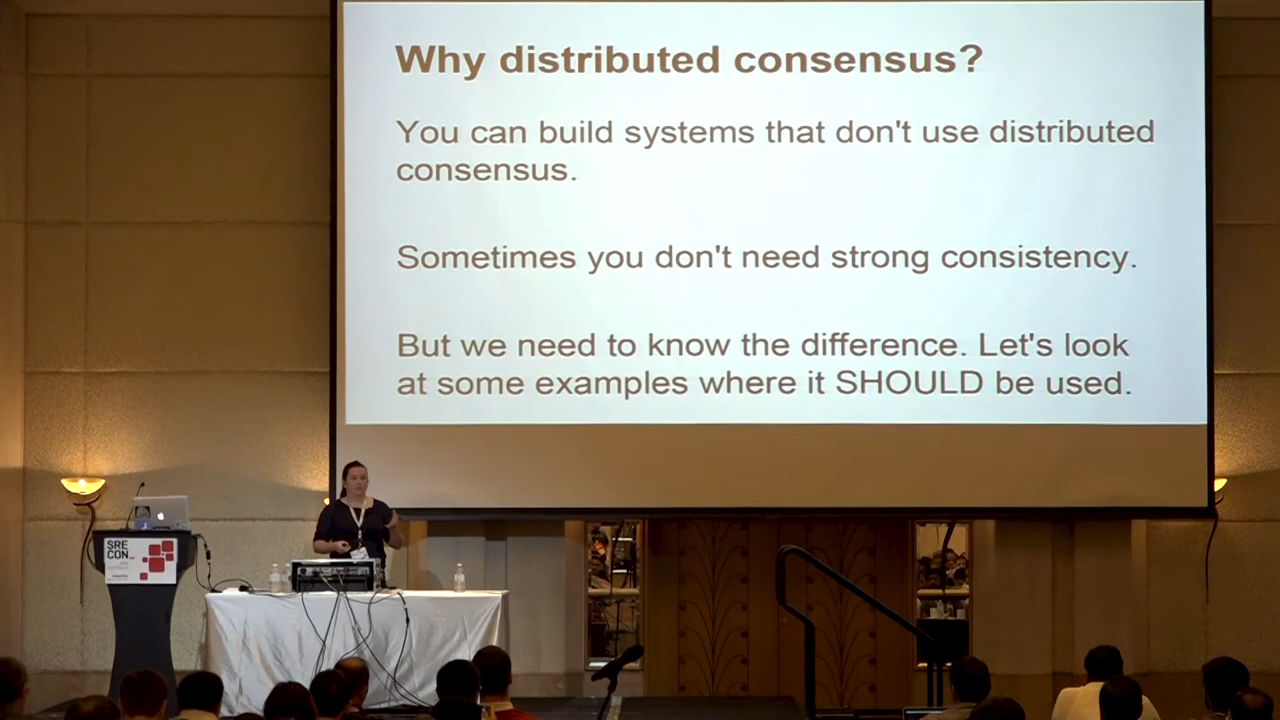 Why distributed consensus?
You can build systems that don't use distributed
consensus.
Sometimes you don't need strong consistency.
But we need to know the difference. Let's look
at some examples where it SHOULD be used.
SRE
CON